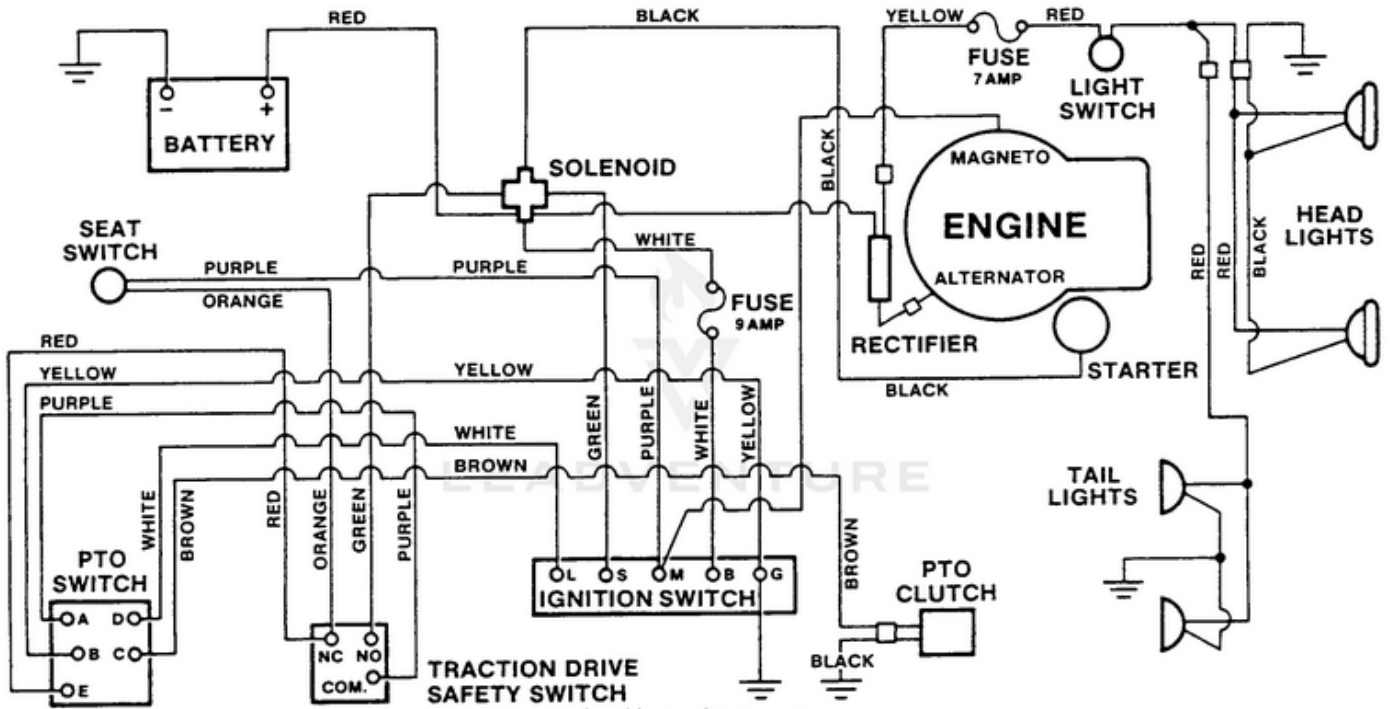 RED
BLACK
YELLOW
RED
FUSE
7 AMP
LIGHT
SWITCH
-
+
BATTERY
SOLENOID
BLACK
MAGNETO
ENGINE
ALTERNATOR
HEAD
LIGHTS
RED
RED
BLACK
SEAT
SWITCH
PURPLE
ORANGE
PURPLE
WHITE
FUSE
9 AMP
RECTIFIER
STARTER
BLACK
RED
YELLOW
PURPLE
YELLOW
WHITE
BROWN
GREEN
PURPLE
WHITE
YELLOW
LEADVENTURE
TAIL
LIGHTS
WHITE
BROWN
RED
ORANGE
GREEN
PURPLE
PTO
SWITCH
A D
B C
E
NC NO
COM.
TRACTION DRIVE
SAFETY SWITCH
L S M B G
IGNITION SWITCH
BROWN
PTO
CLUTCH
BLACK